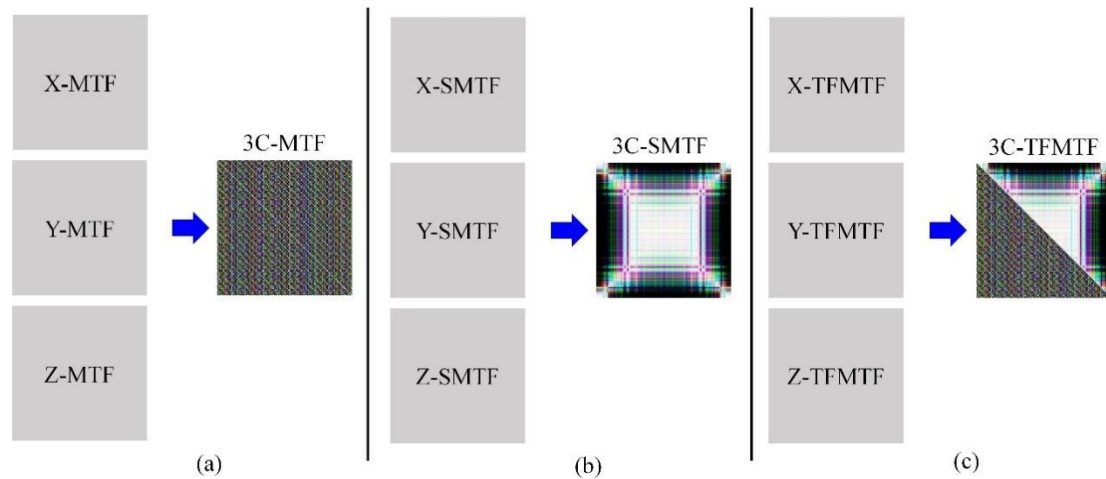 X-MTF
3C-MTF
Y-MTF
Z-MTF
(a)
X-SMTF
3C-SMTF
Y-SMTF
Z-SMTF
(b)
X-TFMTF
3C-TFMTF
Y-TFMTF
Z-TFMTF
(c)